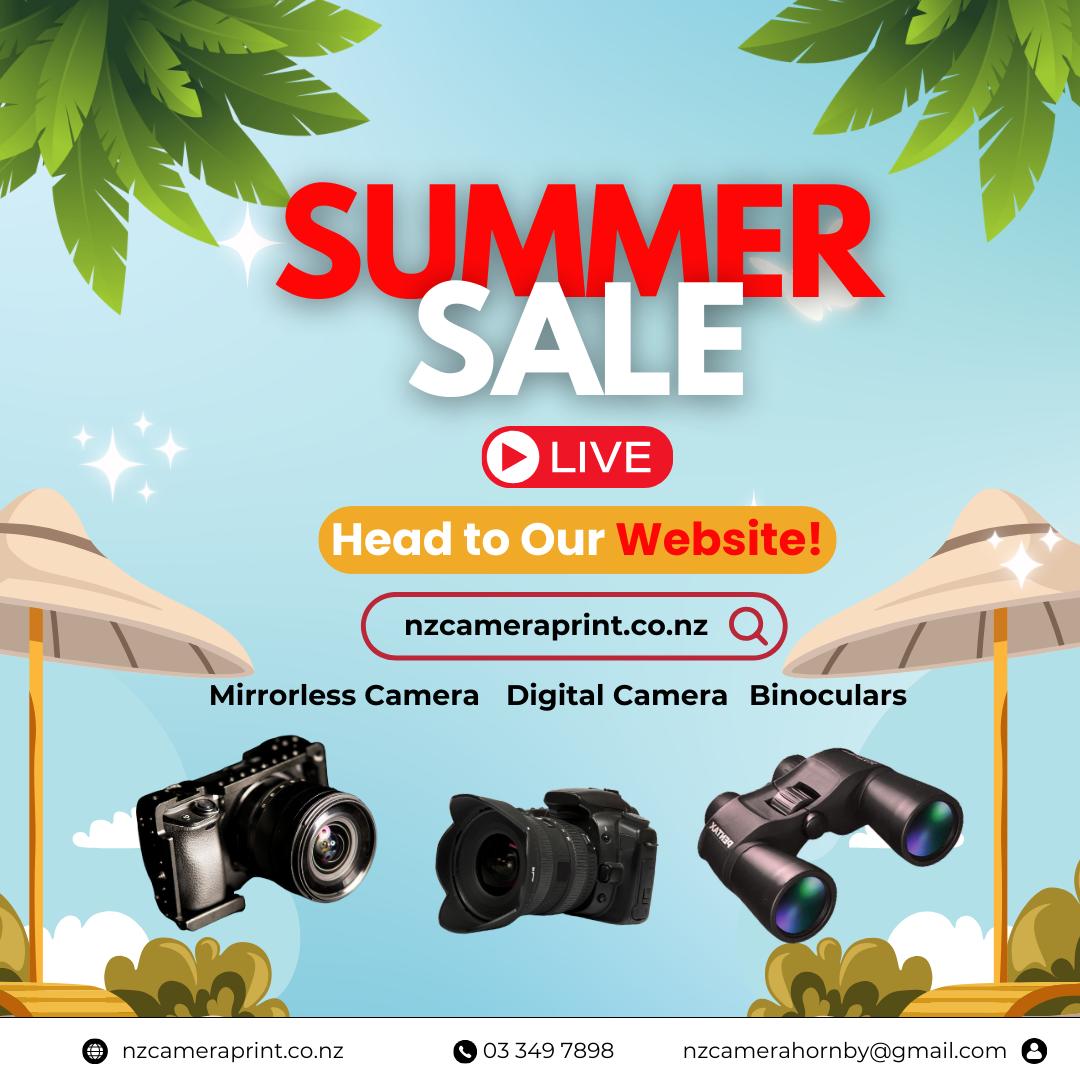 SUMMER
SALE
LIVE
Head to Our Website!
nzcameraprint.co.nz
Mirrorless Camera Digital Camera Binoculars
PENTAX
nzcameraprint.co.nz 03 349 7898 nzcamerahornby@gmail.com